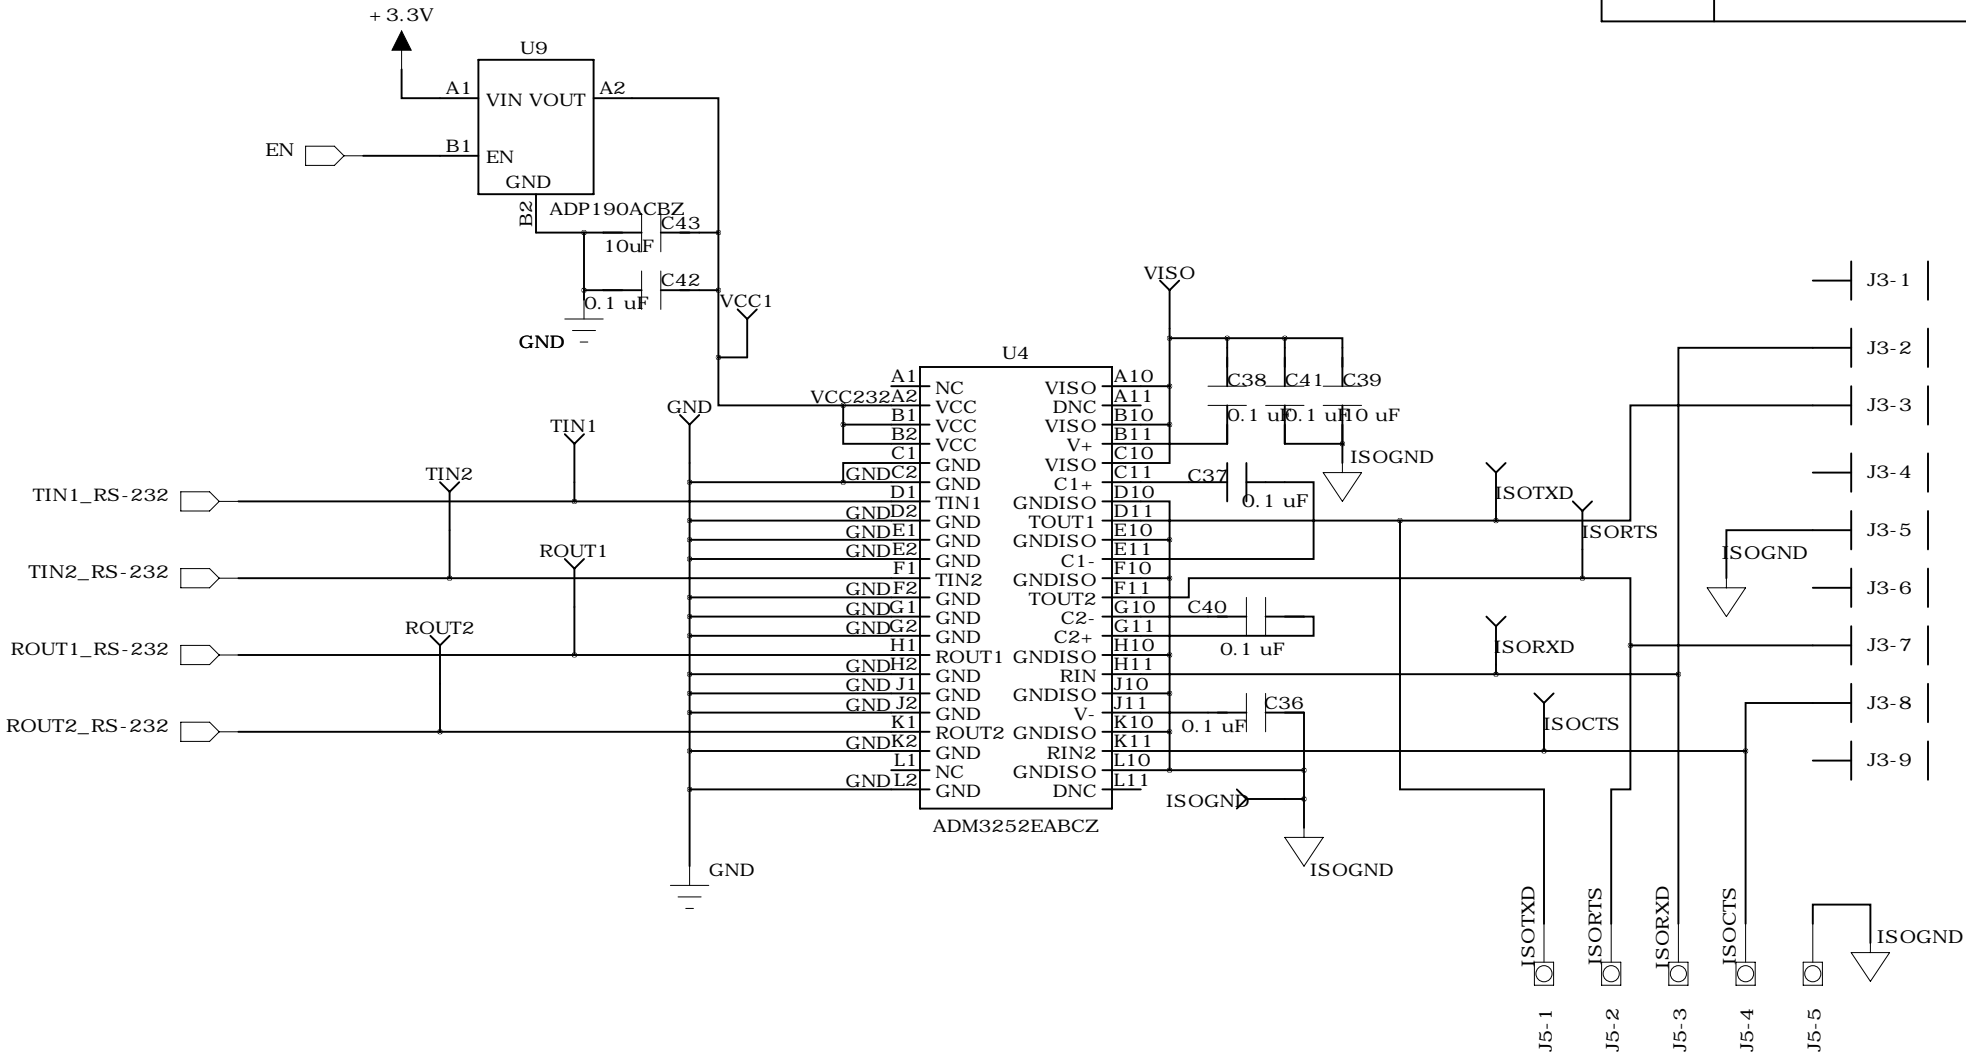 +3.3V
U9
A1
VIN VOUT
A2
EN
B1
EN
GND
B2
ADP190ACBZ
C43
10uF
C42
0.1 uF
GND
VCC1
VCC232
GND
TIN1
TIN2
ROUT1
ROUT2
TIN1_RS-232
TIN2_RS-232
ROUT1_RS-232
ROUT2_RS-232
U4
A1 NC VISO A10
A2 VCC DNC A11
B1 VCC VISO B10
B2 VCC V+ B11
C1 GND VISO C10
GND C2 GND C1+ C11
D1 TIN1 GNDISO D10
GND D2 GND TOUT1 D11
GND E1 GND GNDISO E10
GND E2 GND C1- E11
F1 TIN2 GNDISO F10
GND F2 GND TOUT2 F11
GND G1 GND C2- G10
GND G2 GND C2+ G11
H1 ROUT1 GNDISO H10
GND H2 GND RIN H11
GND J1 GND GNDISO J10
GND J2 GND V- J11
K1 ROUT2 GNDISO K10
GND K2 GND RIN2 K11
L1 NC GNDISO L10
GND L2 GND DNC L11
ADM3252EABCZ
GND
VISO
C38 C41 C39
0.1 uF 0.1 uF 10 uF
ISOGND
C37
0.1 uF
C40
0.1 uF
C36
0.1 uF
ISOGND
ISOGND
ISOTXD
ISORTS
ISORXD
ISOCTS
ISOGND
J3-1
J3-2
J3-3
J3-4
J3-5
J3-6
J3-7
J3-8
J3-9
ISOTXD
ISORTS
ISORXD
ISOCTS
ISOGND
J5-1
J5-2
J5-3
J5-4
J5-5